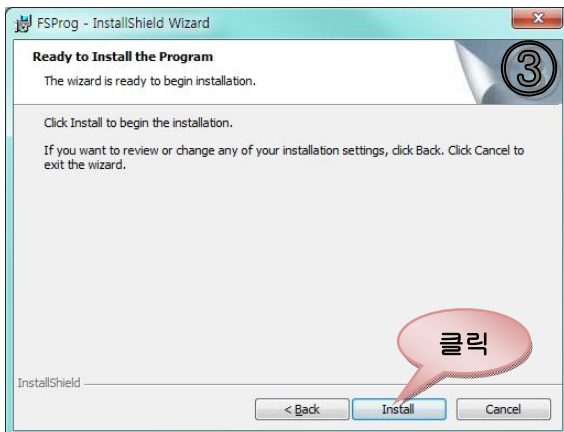 FSProg - InstallShield Wizard
Ready to Install the Program
③
The wizard is ready to begin installation.
Click Install to begin the installation.
If you want to review or change any of your installation settings, click Back. Click Cancel to
exit the wizard.
클릭
InstallShield
< Back
Install
Cancel